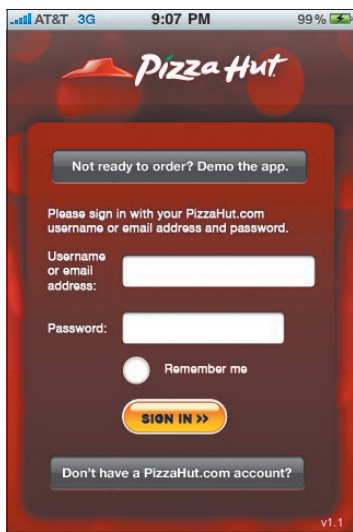 AT&T 3G 9:07 PM 99%
Pizza Hut
Not ready to order? Demo the app.
Please sign in with your PizzaHut.com
username or email address and password.
Username
or email
address:
Password:
Remember me
SIGN IN >>
Don't have a PizzaHut.com account?
v1.1